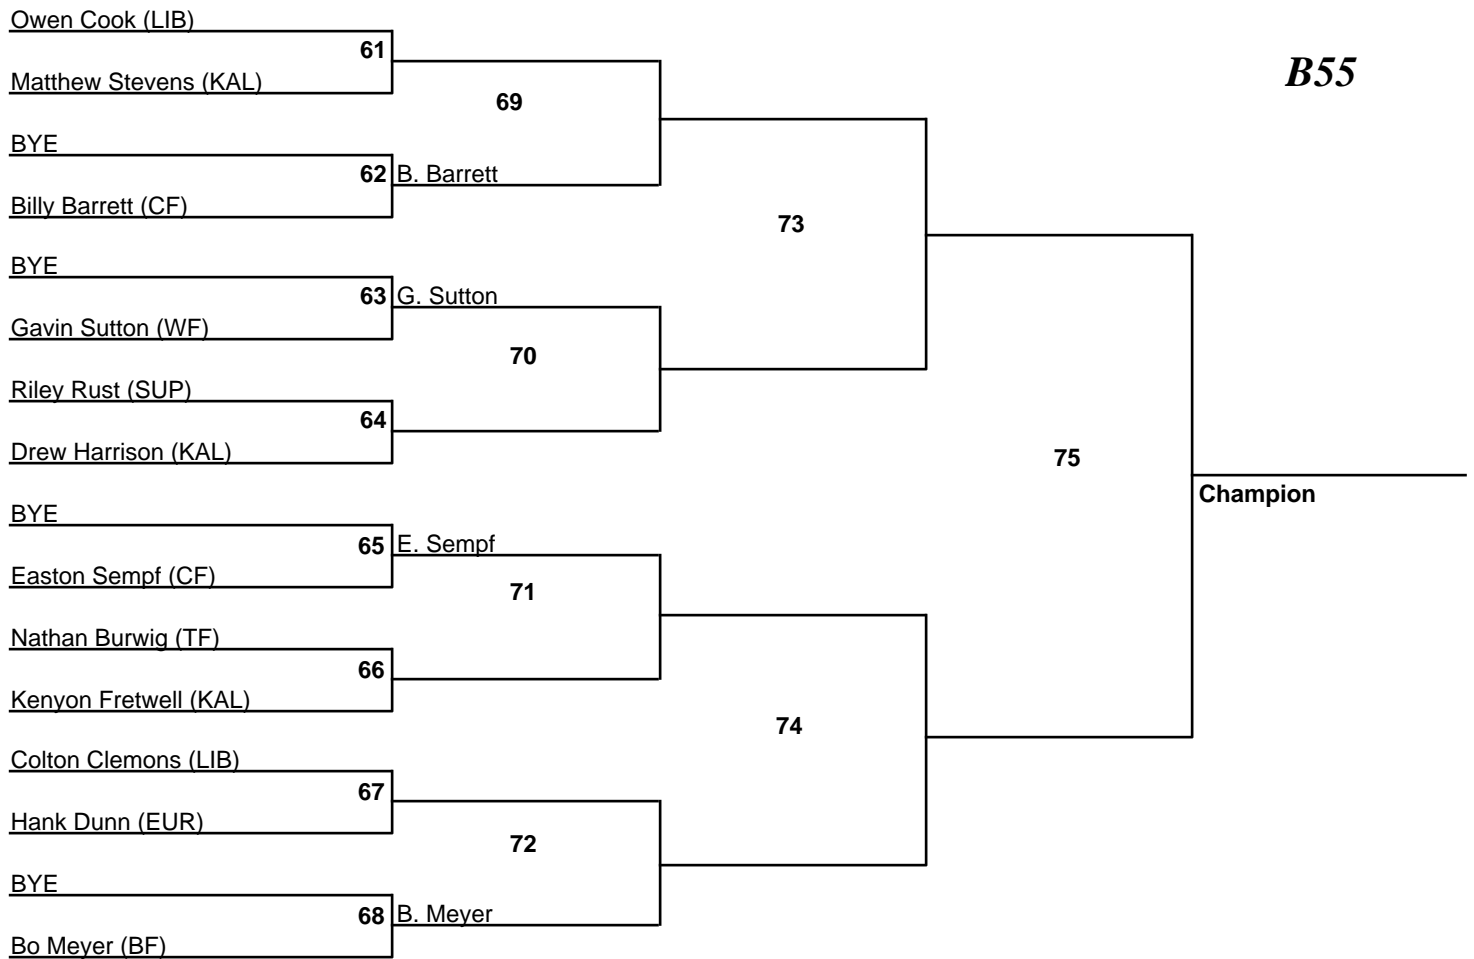 Owen Cook (LIB)
61
Matthew Stevens (KAL)
B55
69
BYE
62 B. Barrett
Billy Barrett (CF)
73
BYE
63 G. Sutton
Gavin Sutton (WF)
70
Riley Rust (SUP)
64
Drew Harrison (KAL)
75
Champion
BYE
65 E. Sempf
Easton Sempf (CF)
71
Nathan Burwig (TF)
66
Kenyon Fretwell (KAL)
74
Colton Clemons (LIB)
67
Hank Dunn (EUR)
72
BYE
68 B. Meyer
Bo Meyer (BF)